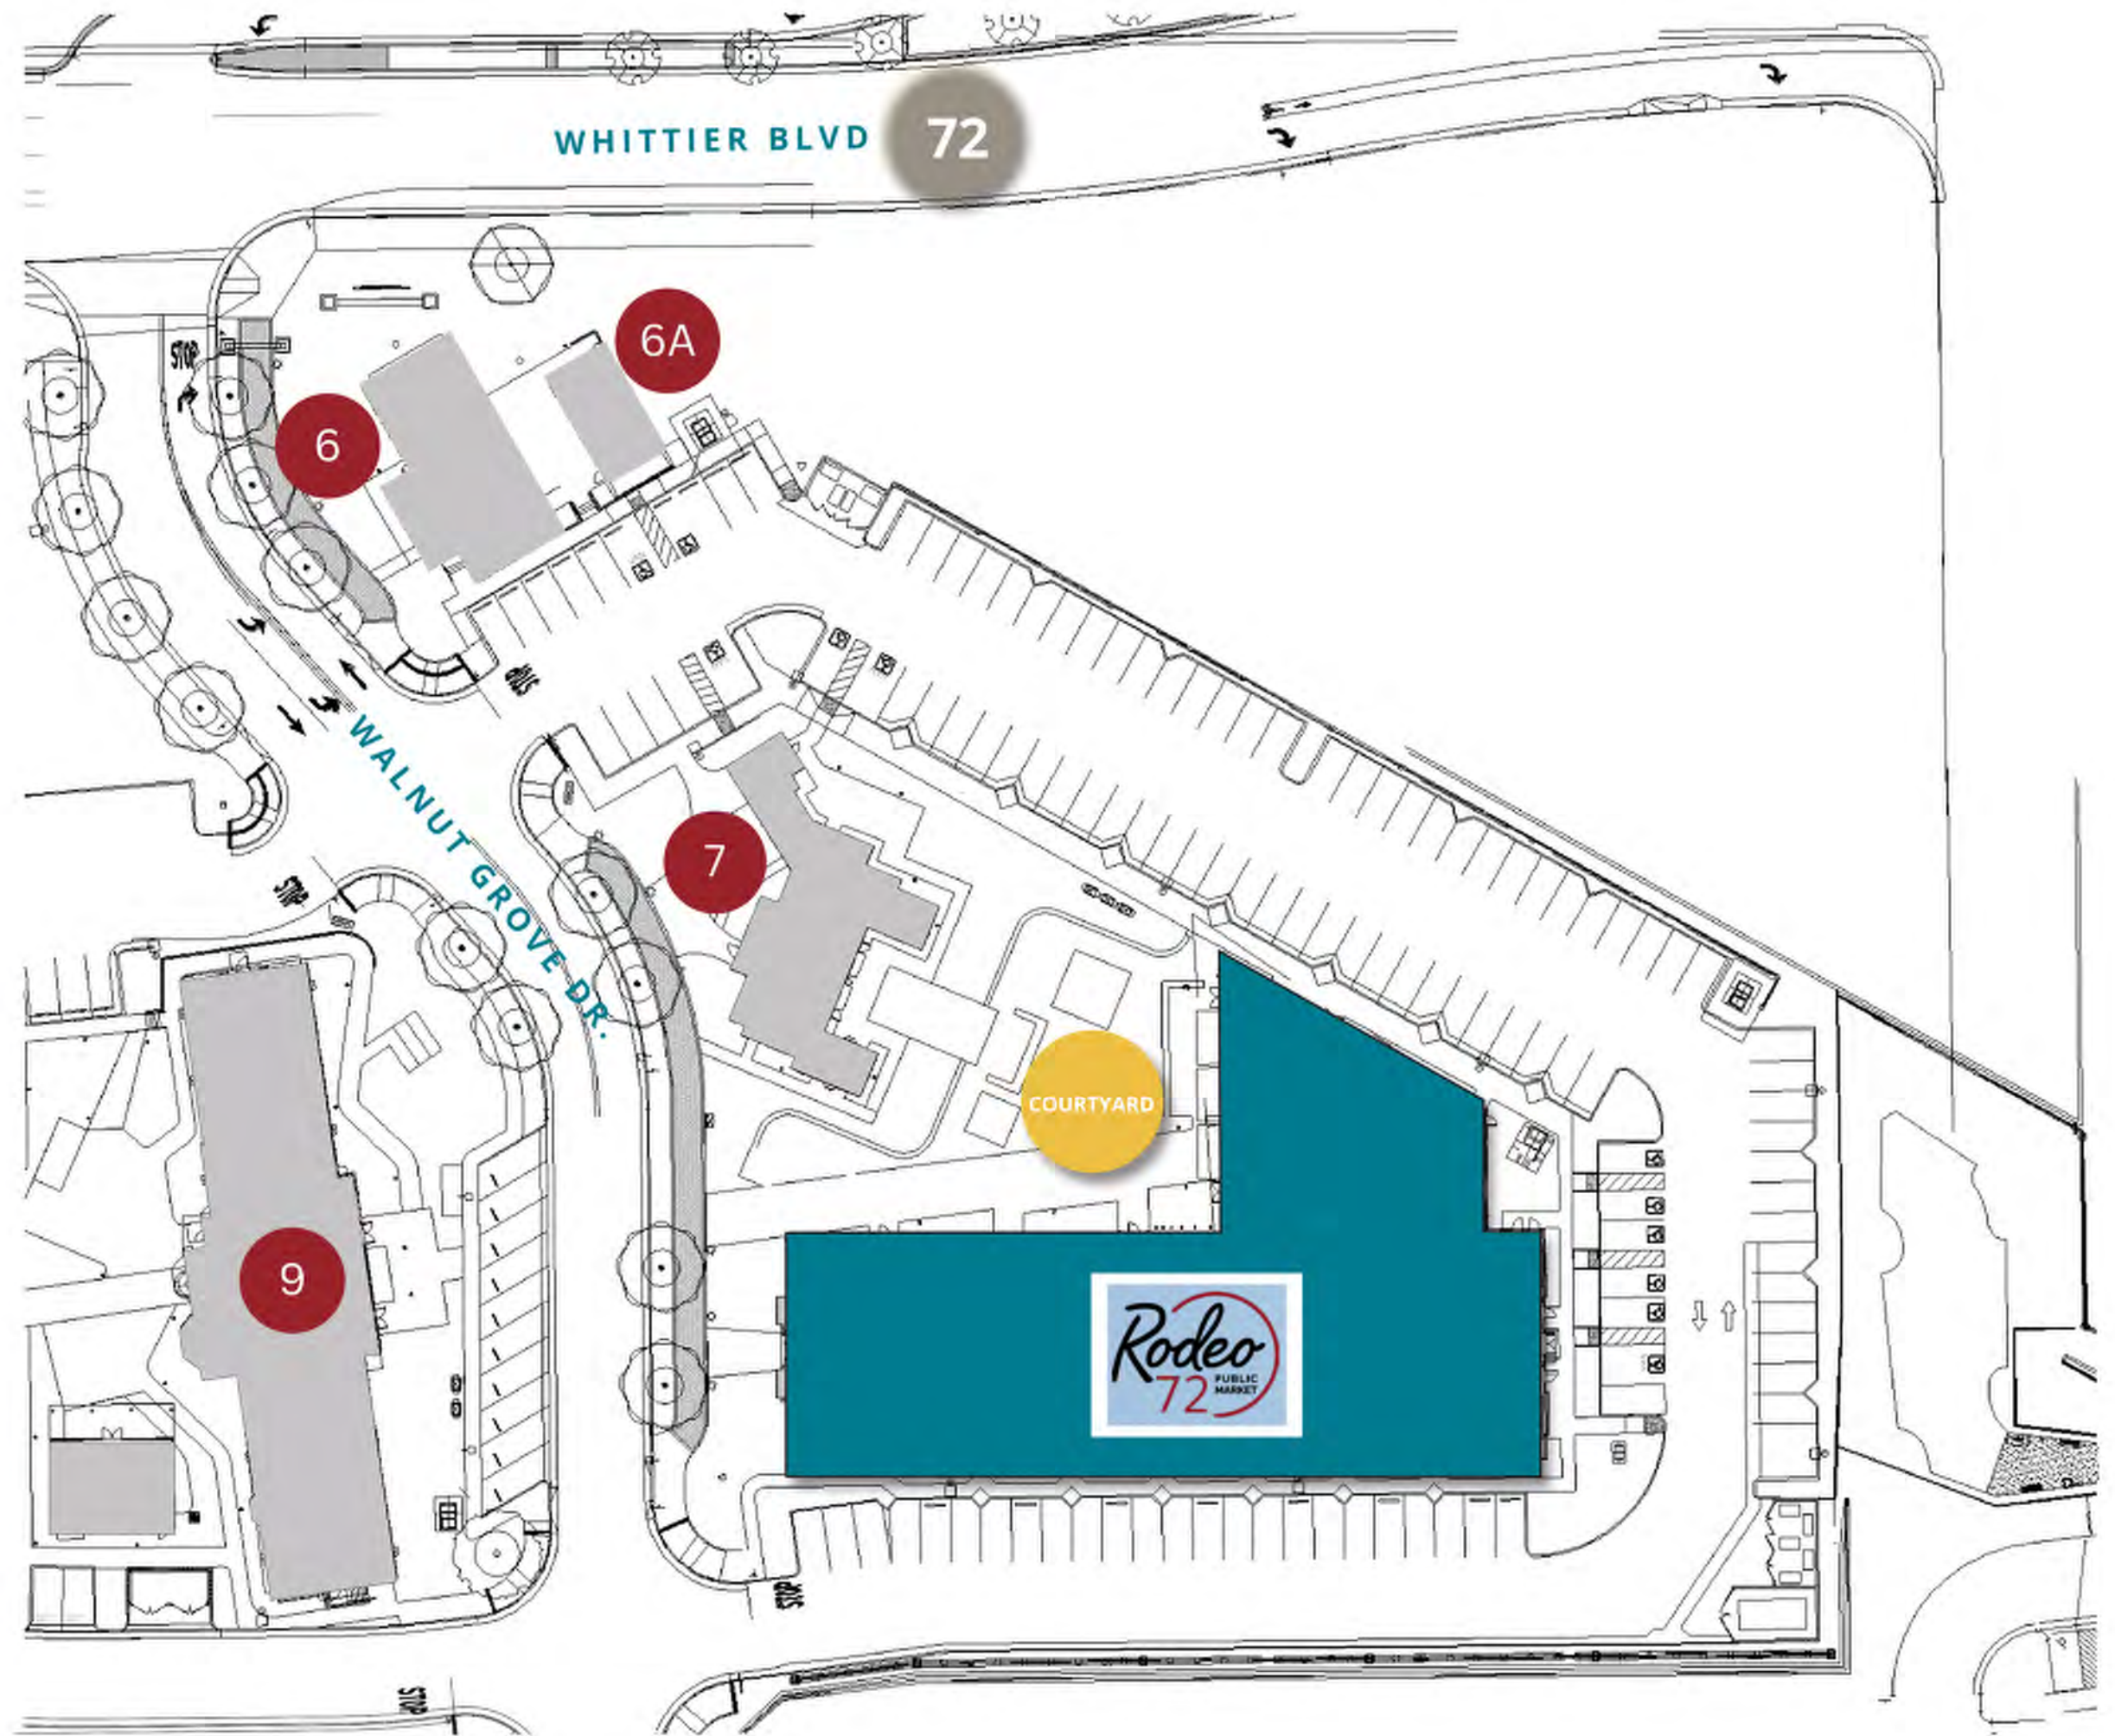 WHITTIER BLVD
72
6A
STOP
6
STOP
WALNUT GROVE DR.
7
STOP
COURTYARD
9
Rodeo
72 PUBLIC
MARKET
STOP
STOP